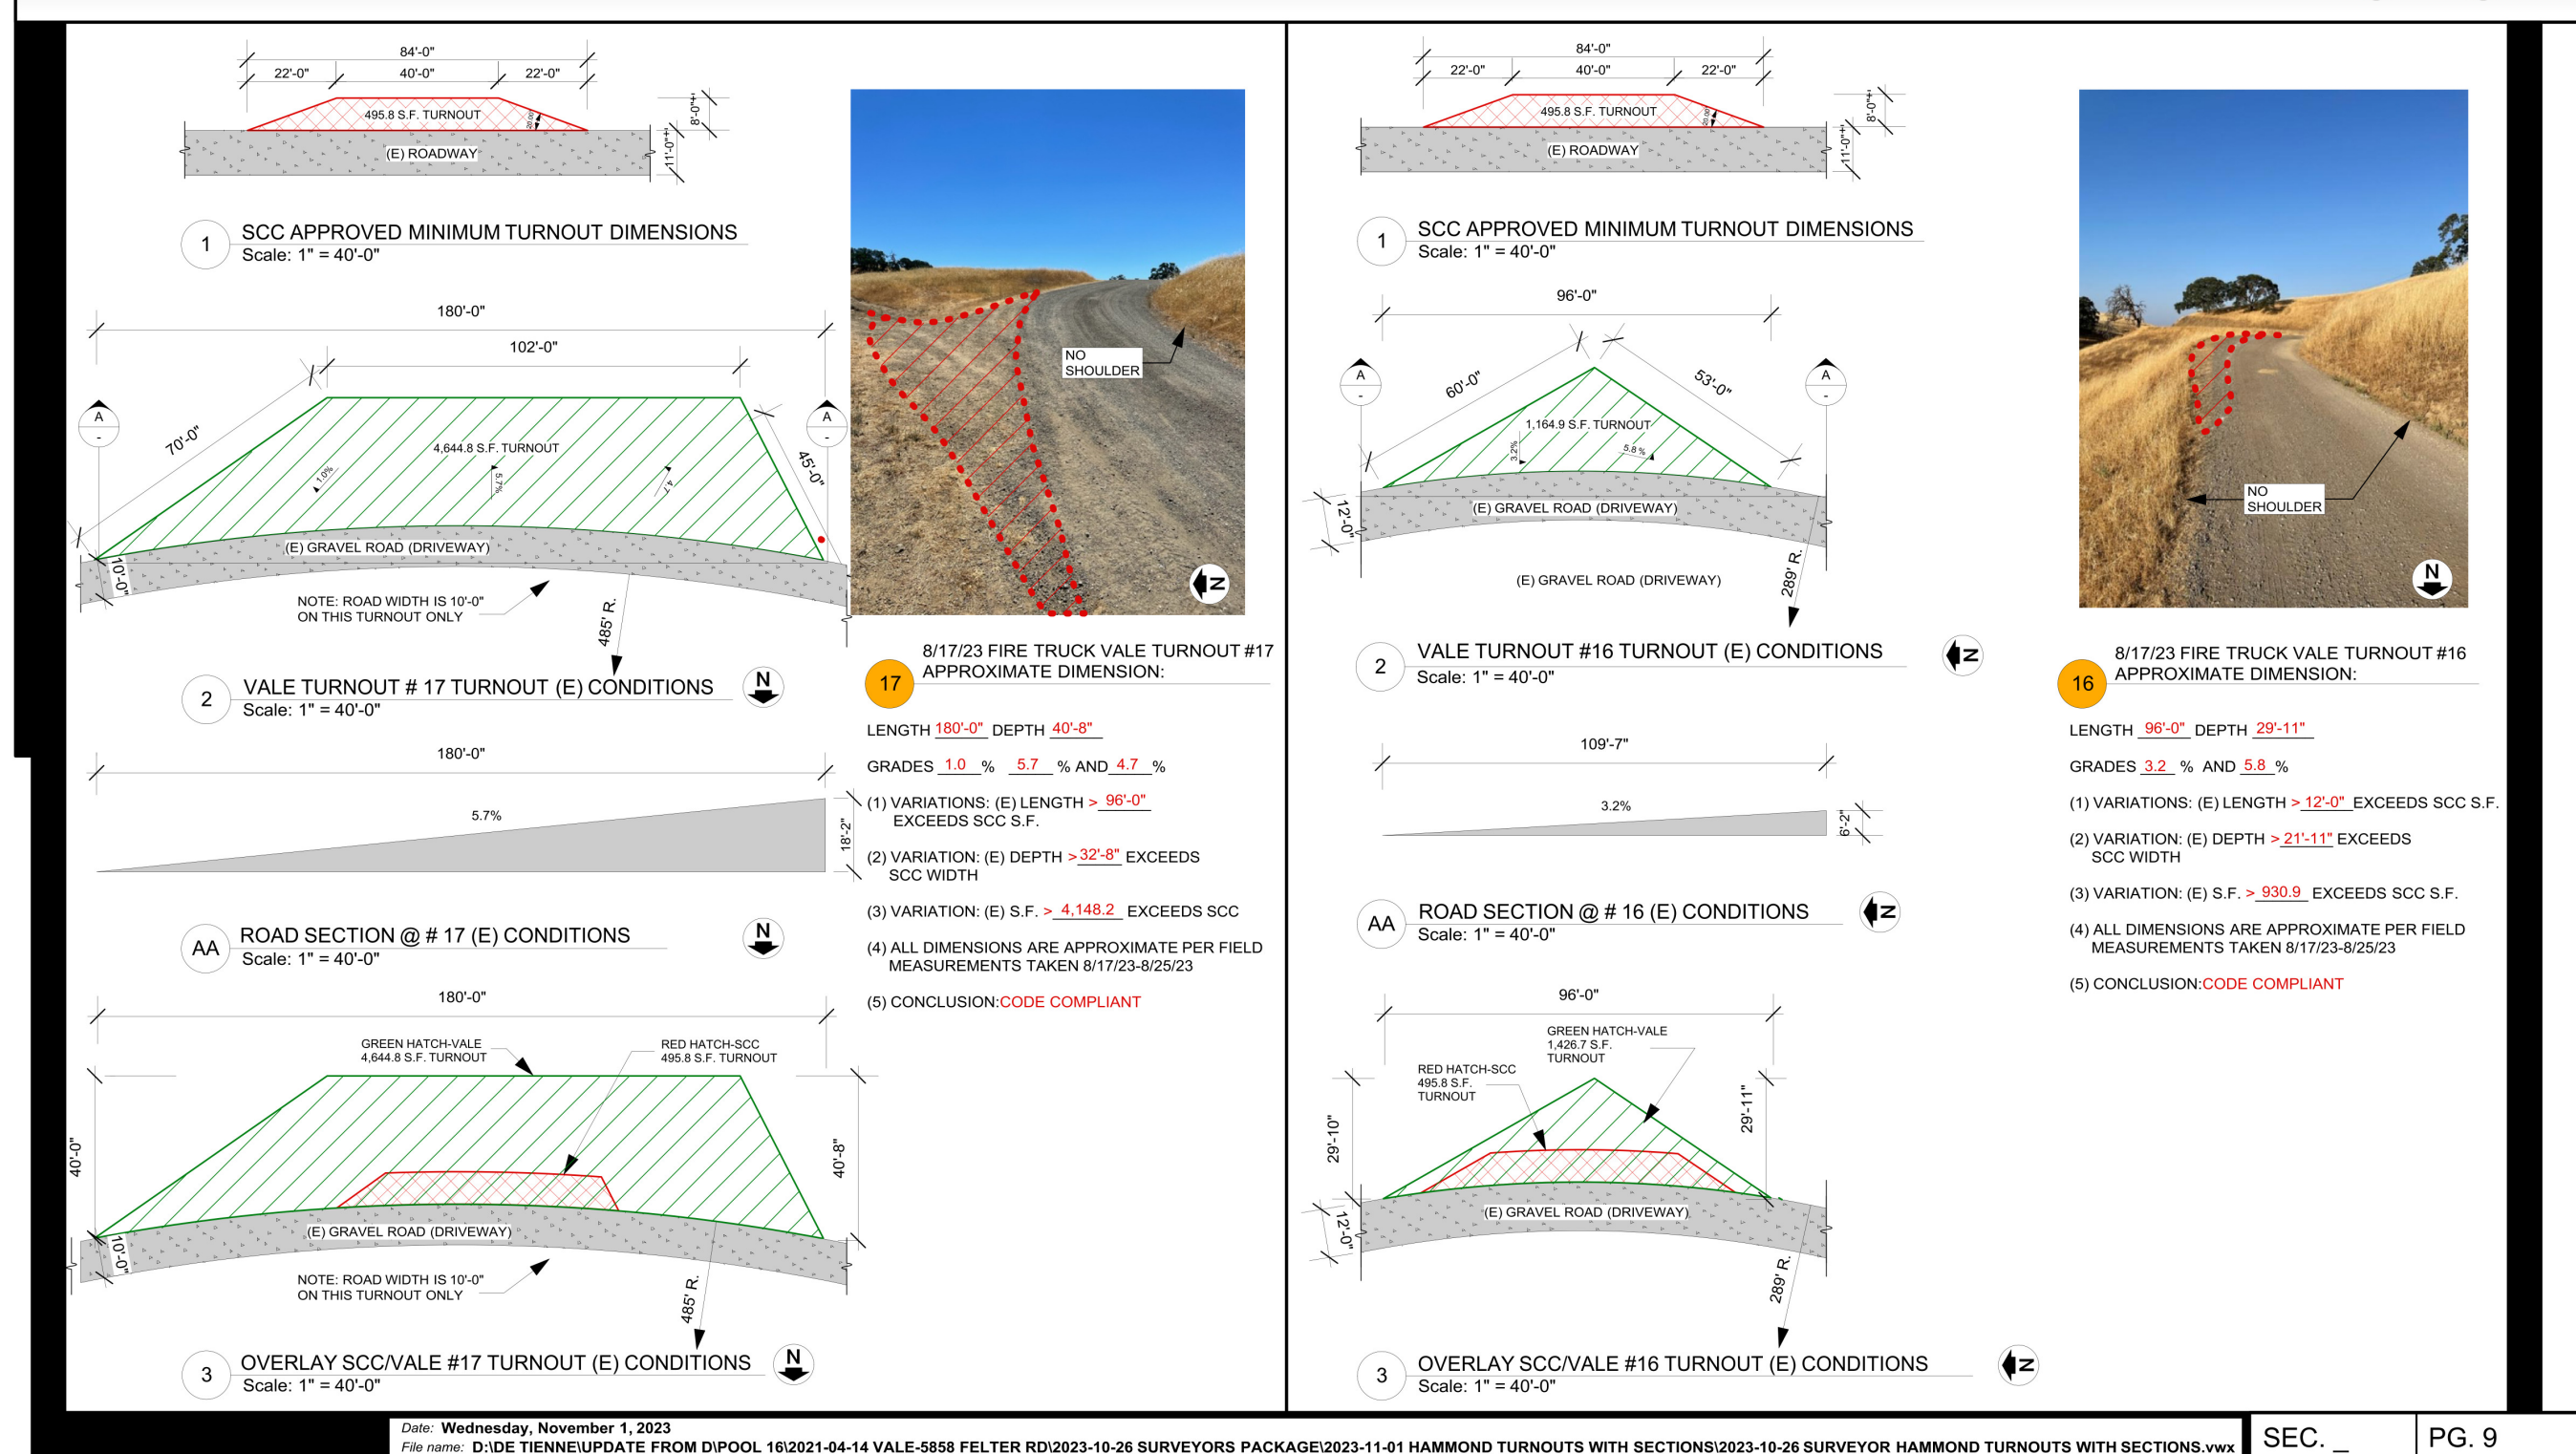 84'-0"
22'-0" 40'-0" 22'-0"
495.8 S.F. TURNOUT
20.00
8'-0"±
(E) ROADWAY
11'-0"±
1 SCC APPROVED MINIMUM TURNOUT DIMENSIONS
Scale: 1" = 40'-0"
180'-0"
102'-0"
A
-
A
-
70'-0"
4,644.8 S.F. TURNOUT
1.0%
5.7%
4.7
45'-0"
(E) GRAVEL ROAD (DRIVEWAY)
10'-0"
NOTE: ROAD WIDTH IS 10'-0"
ON THIS TURNOUT ONLY
485' R.
2 VALE TURNOUT # 17 TURNOUT (E) CONDITIONS
Scale: 1" = 40'-0"
N
180'-0"
5.7%
18'-2"
AA ROAD SECTION @ # 17 (E) CONDITIONS
Scale: 1" = 40'-0"
N
180'-0"
GREEN HATCH-VALE
4,644.8 S.F. TURNOUT
RED HATCH-SCC
495.8 S.F. TURNOUT
40'-0"
40'-8"
(E) GRAVEL ROAD (DRIVEWAY)
10'-0"
NOTE: ROAD WIDTH IS 10'-0"
ON THIS TURNOUT ONLY
485' R.
3 OVERLAY SCC/VALE #17 TURNOUT (E) CONDITIONS
Scale: 1" = 40'-0"
N
NO
SHOULDER
N
17 8/17/23 FIRE TRUCK VALE TURNOUT #17
APPROXIMATE DIMENSION:
LENGTH 180'-0" DEPTH 40'-8"
GRADES 1.0 % 5.7 % AND 4.7 %
(1) VARIATIONS: (E) LENGTH > 96'-0"
EXCEEDS SCC S.F.
(2) VARIATION: (E) DEPTH > 32'-8" EXCEEDS
SCC WIDTH
(3) VARIATION: (E) S.F. > 4,148.2 EXCEEDS SCC
(4) ALL DIMENSIONS ARE APPROXIMATE PER FIELD
MEASUREMENTS TAKEN 8/17/23-8/25/23
(5) CONCLUSION:CODE COMPLIANT
84'-0"
22'-0" 40'-0" 22'-0"
495.8 S.F. TURNOUT
20.00
8'-0"±
(E) ROADWAY
11'-0"±
1 SCC APPROVED MINIMUM TURNOUT DIMENSIONS
Scale: 1" = 40'-0"
96'-0"
A
-
A
-
60'-0"
53'-0"
1,164.9 S.F. TURNOUT
3.2%
5.8 %
(E) GRAVEL ROAD (DRIVEWAY)
12'-0"
(E) GRAVEL ROAD (DRIVEWAY)
289' R.
2 VALE TURNOUT #16 TURNOUT (E) CONDITIONS
Scale: 1" = 40'-0"
N
109'-7"
3.2%
6'-2"
AA ROAD SECTION @ # 16 (E) CONDITIONS
Scale: 1" = 40'-0"
N
96'-0"
GREEN HATCH-VALE
1,426.7 S.F.
TURNOUT
RED HATCH-SCC
495.8 S.F.
TURNOUT
29'-10"
29'-11"
(E) GRAVEL ROAD (DRIVEWAY)
12'-0"
289' R.
3 OVERLAY SCC/VALE #16 TURNOUT (E) CONDITIONS
Scale: 1" = 40'-0"
N
NO
SHOULDER
N
16 8/17/23 FIRE TRUCK VALE TURNOUT #16
APPROXIMATE DIMENSION:
LENGTH 96'-0" DEPTH 29'-11"
GRADES 3.2 % AND 5.8 %
(1) VARIATIONS: (E) LENGTH > 12'-0" EXCEEDS SCC S.F.
(2) VARIATION: (E) DEPTH > 21'-11" EXCEEDS
SCC WIDTH
(3) VARIATION: (E) S.F. > 930.9 EXCEEDS SCC S.F.
(4) ALL DIMENSIONS ARE APPROXIMATE PER FIELD
MEASUREMENTS TAKEN 8/17/23-8/25/23
(5) CONCLUSION:CODE COMPLIANT
Date: Wednesday, November 1, 2023
File name: D:\DE TIENNE\UPDATE FROM D\POOL 16\2021-04-14 VALE-5858 FELTER RD\2023-10-26 SURVEYORS PACKAGE\2023-11-01 HAMMOND TURNOUTS WITH SECTIONS\2023-10-26 SURVEYOR HAMMOND TURNOUTS WITH SECTIONS.vwx
SEC. _ PG. 9